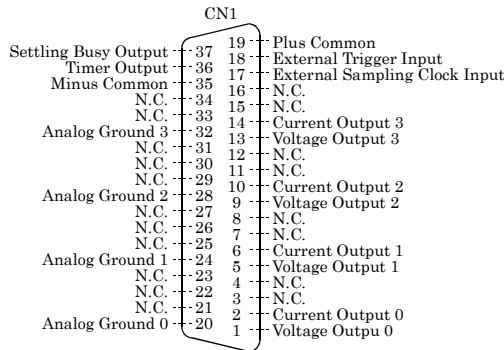 CN1
Settling Busy Output 37
Timer Output 36
Minus Common 35
N.C. 34
N.C. 33
Analog Ground 3 32
N.C. 31
N.C. 30
N.C. 29
Analog Ground 2 28
N.C. 27
N.C. 26
N.C. 25
Analog Ground 1 24
N.C. 23
N.C. 22
N.C. 21
Analog Ground 0 20
19 Plus Common
18 External Trigger Input
17 External Sampling Clock Input
16 N.C.
15 N.C.
14 Current Output 3
13 Voltage Output 3
12 N.C.
11 N.C.
10 Current Output 2
9 Voltage Output 2
8 N.C.
7 N.C.
6 Current Output 1
5 Voltage Output 1
4 N.C.
3 N.C.
2 Current Output 0
1 Voltage Outpu 0